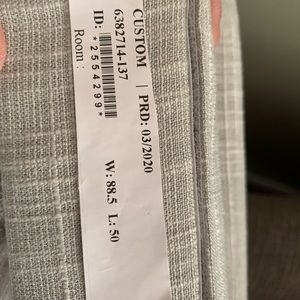 CUSTOM | PRD: 03/2020
6382714-137
ID: *2554299*
W: 88.5 L: 50
Room :